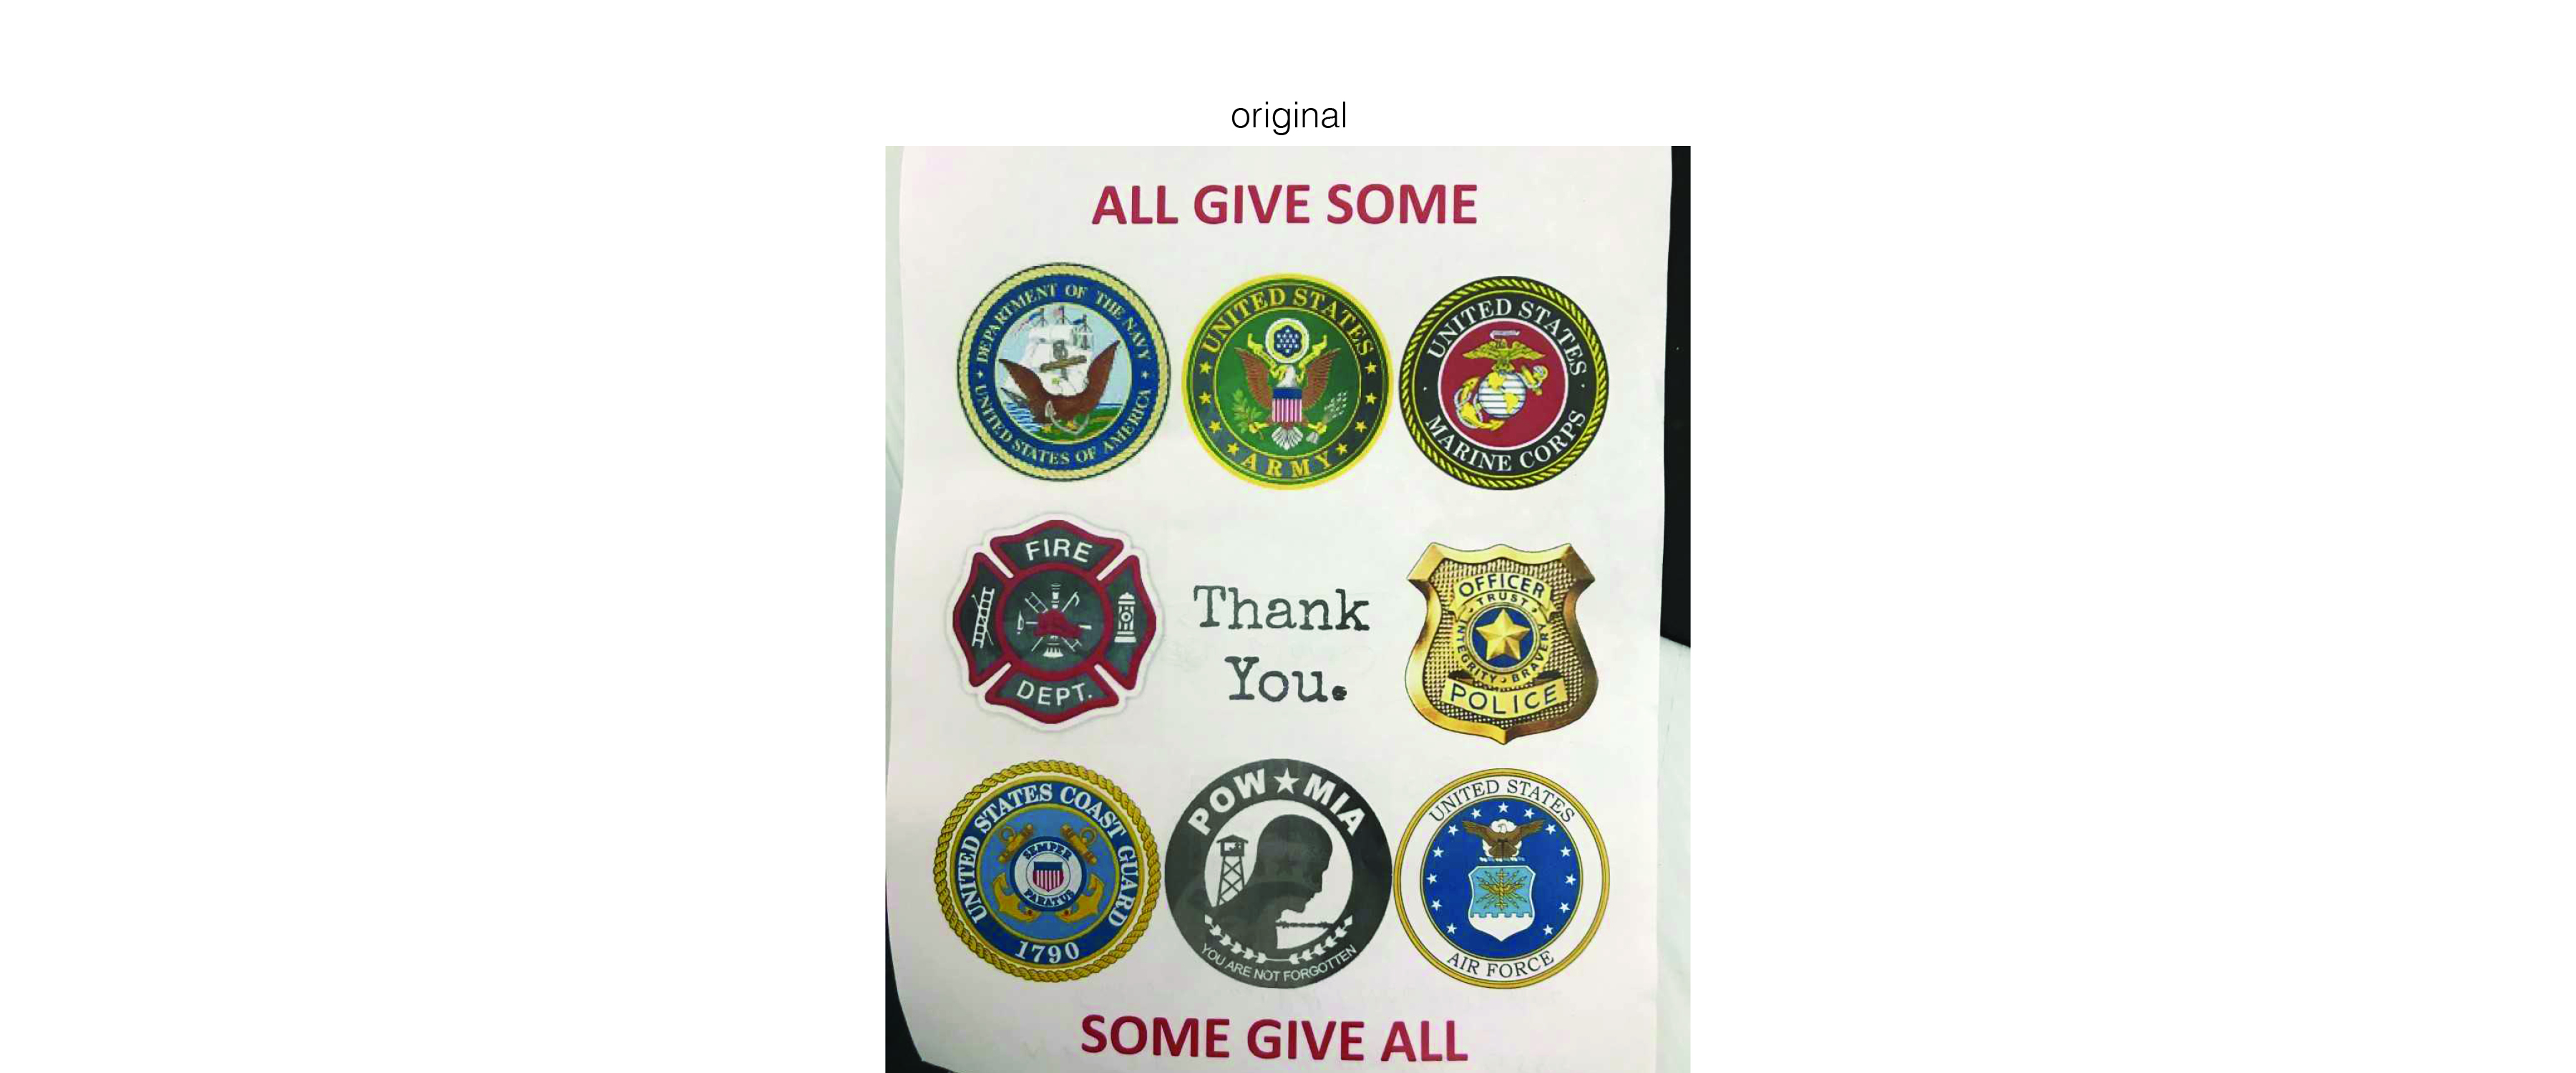 original
ALL GIVE SOME
DEPARTMENT OF THE NAVY
UNITED STATES OF AMERICA
UNITED STATES
ARMY
UNITED STATES
MARINE CORPS
FIRE
DEPT.
Thank
You.
OFFICER
TRUST
INTEGRITY BRAVERY
POLICE
UNITED STATES COAST GUARD
SEMPER
PARATUS
1790
POW ★ MIA
YOU ARE NOT FORGOTTEN
UNITED STATES
AIR FORCE
SOME GIVE ALL